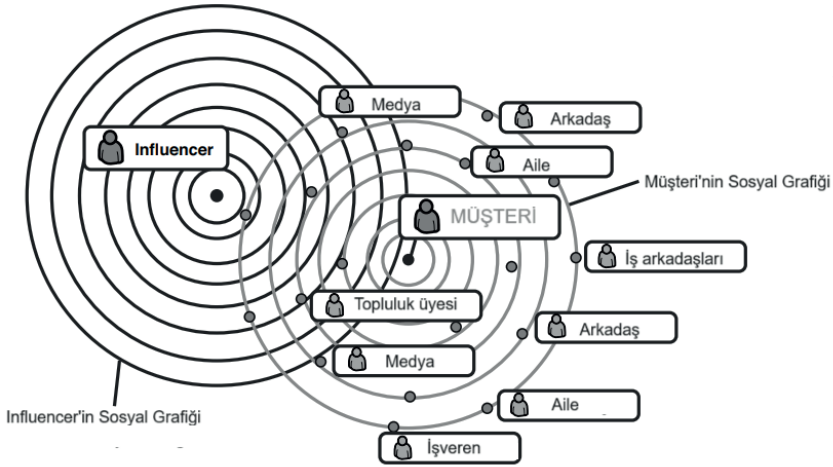 Medya
Arkadaş
Influencer
Aile
Müşteri'nin Sosyal Grafiği
MÜŞTERİ
İş arkadaşları
Topluluk üyesi
Arkadaş
Medya
Influencer'in Sosyal Grafiği
Aile
İşveren